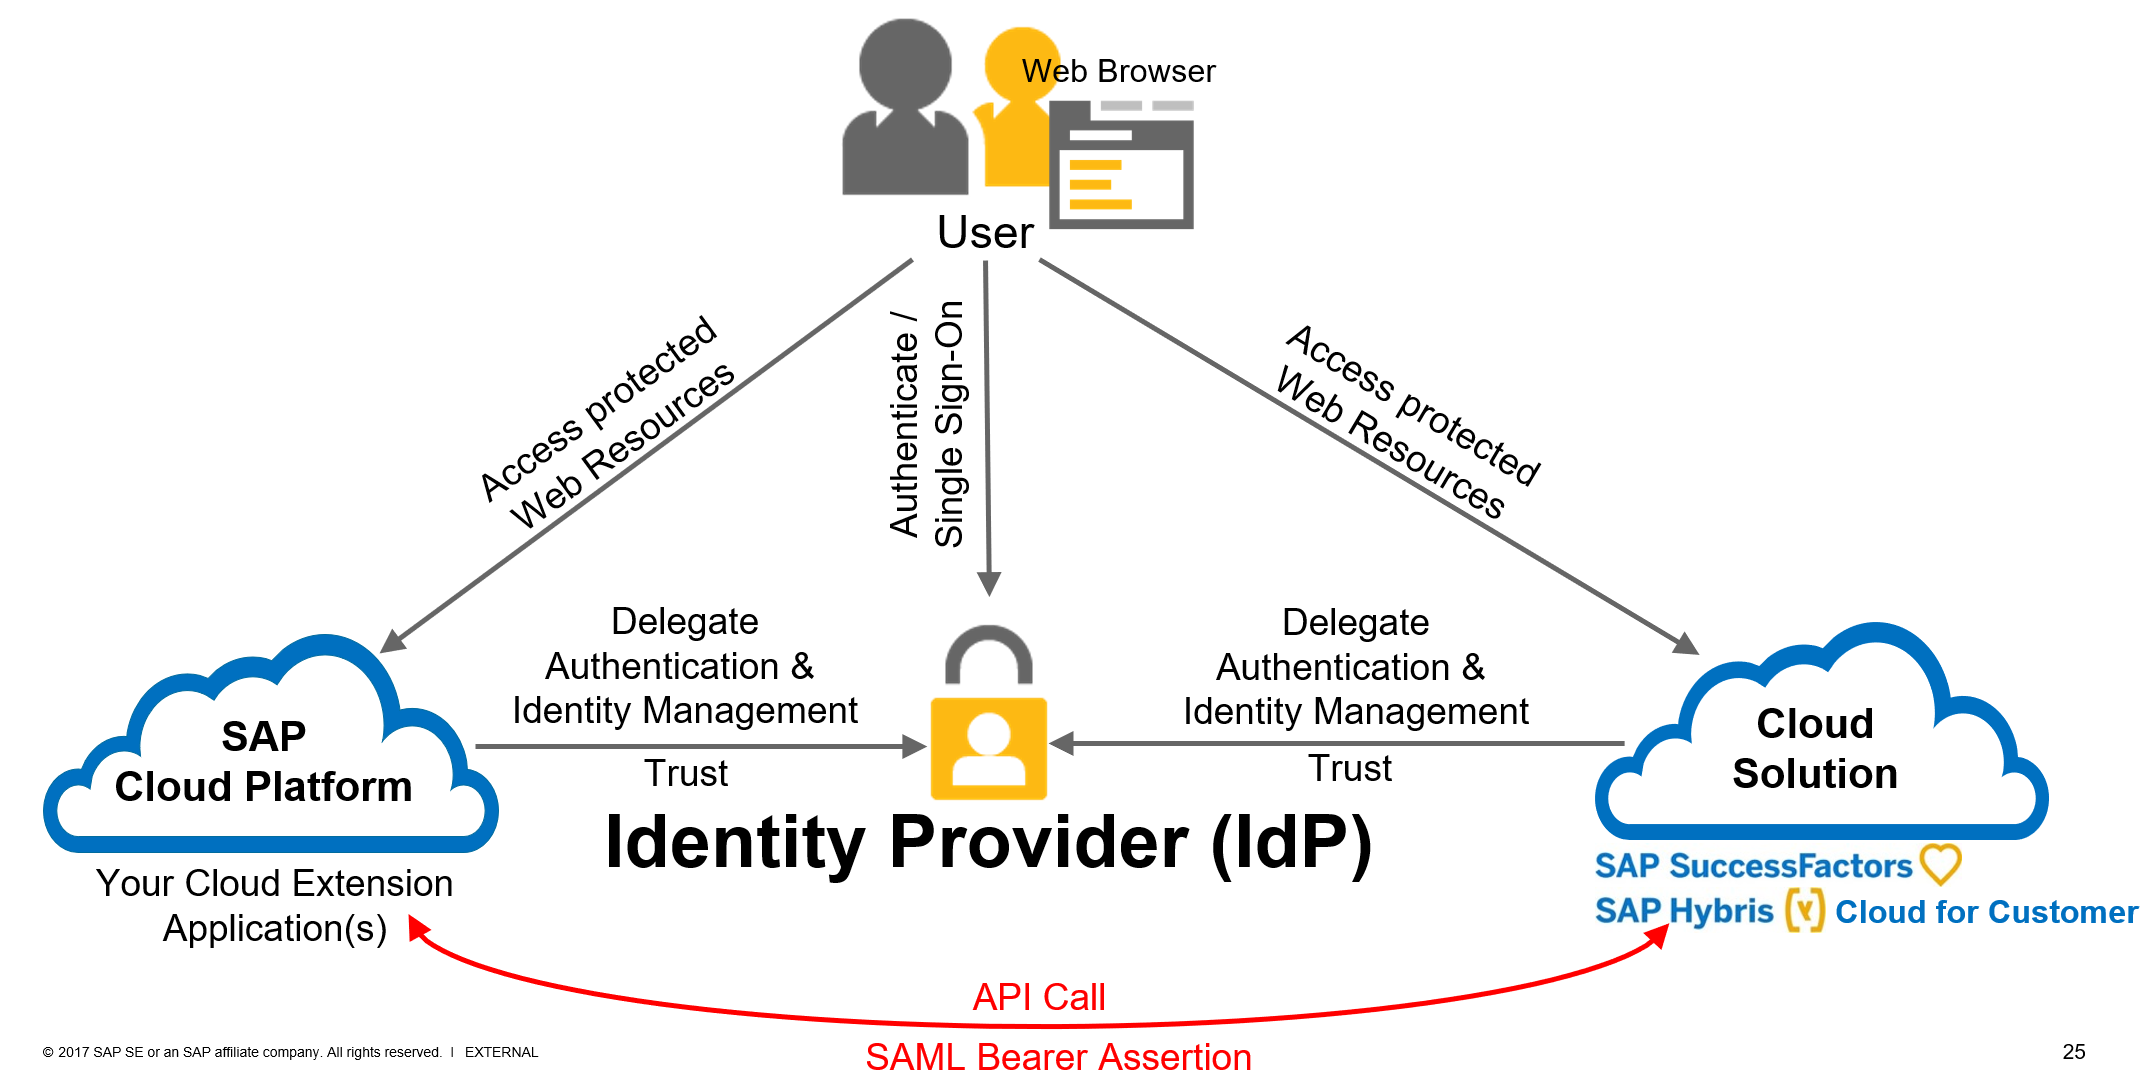 Web Browser
User
Access protected
Web Resources
Authenticate /
Single Sign-On
Access protected
Web Resources
Delegate
Authentication &
Identity Management
Trust
Delegate
Authentication &
Identity Management
Trust
SAP
Cloud Platform
Cloud
Solution
Identity Provider (IdP)
Your Cloud Extension
Application(s)
SAP SuccessFactors
SAP Hybris Cloud for Customer
API Call
SAML Bearer Assertion
© 2017 SAP SE or an SAP affiliate company. All rights reserved. | EXTERNAL
25